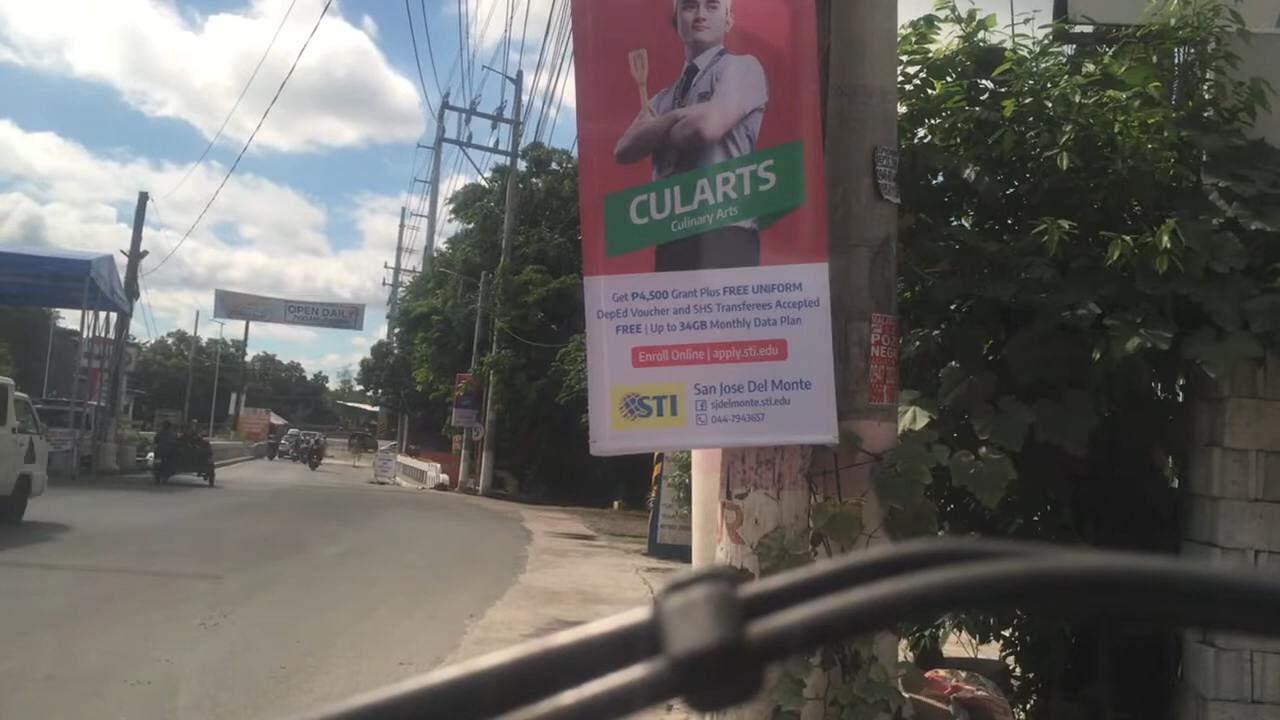 CULARTS
Culinary Arts
Get ₱4,500 Grant Plus FREE UNIFORM
DepEd Voucher and SHS Transferees Accepted
FREE | Up to 34GB Monthly Data Plan
Enroll Online | apply.sti.edu
STI
San Jose Del Monte
sjdelmonte.sti.edu
044-7943657
OPEN DAILY
POZ
NEG
R